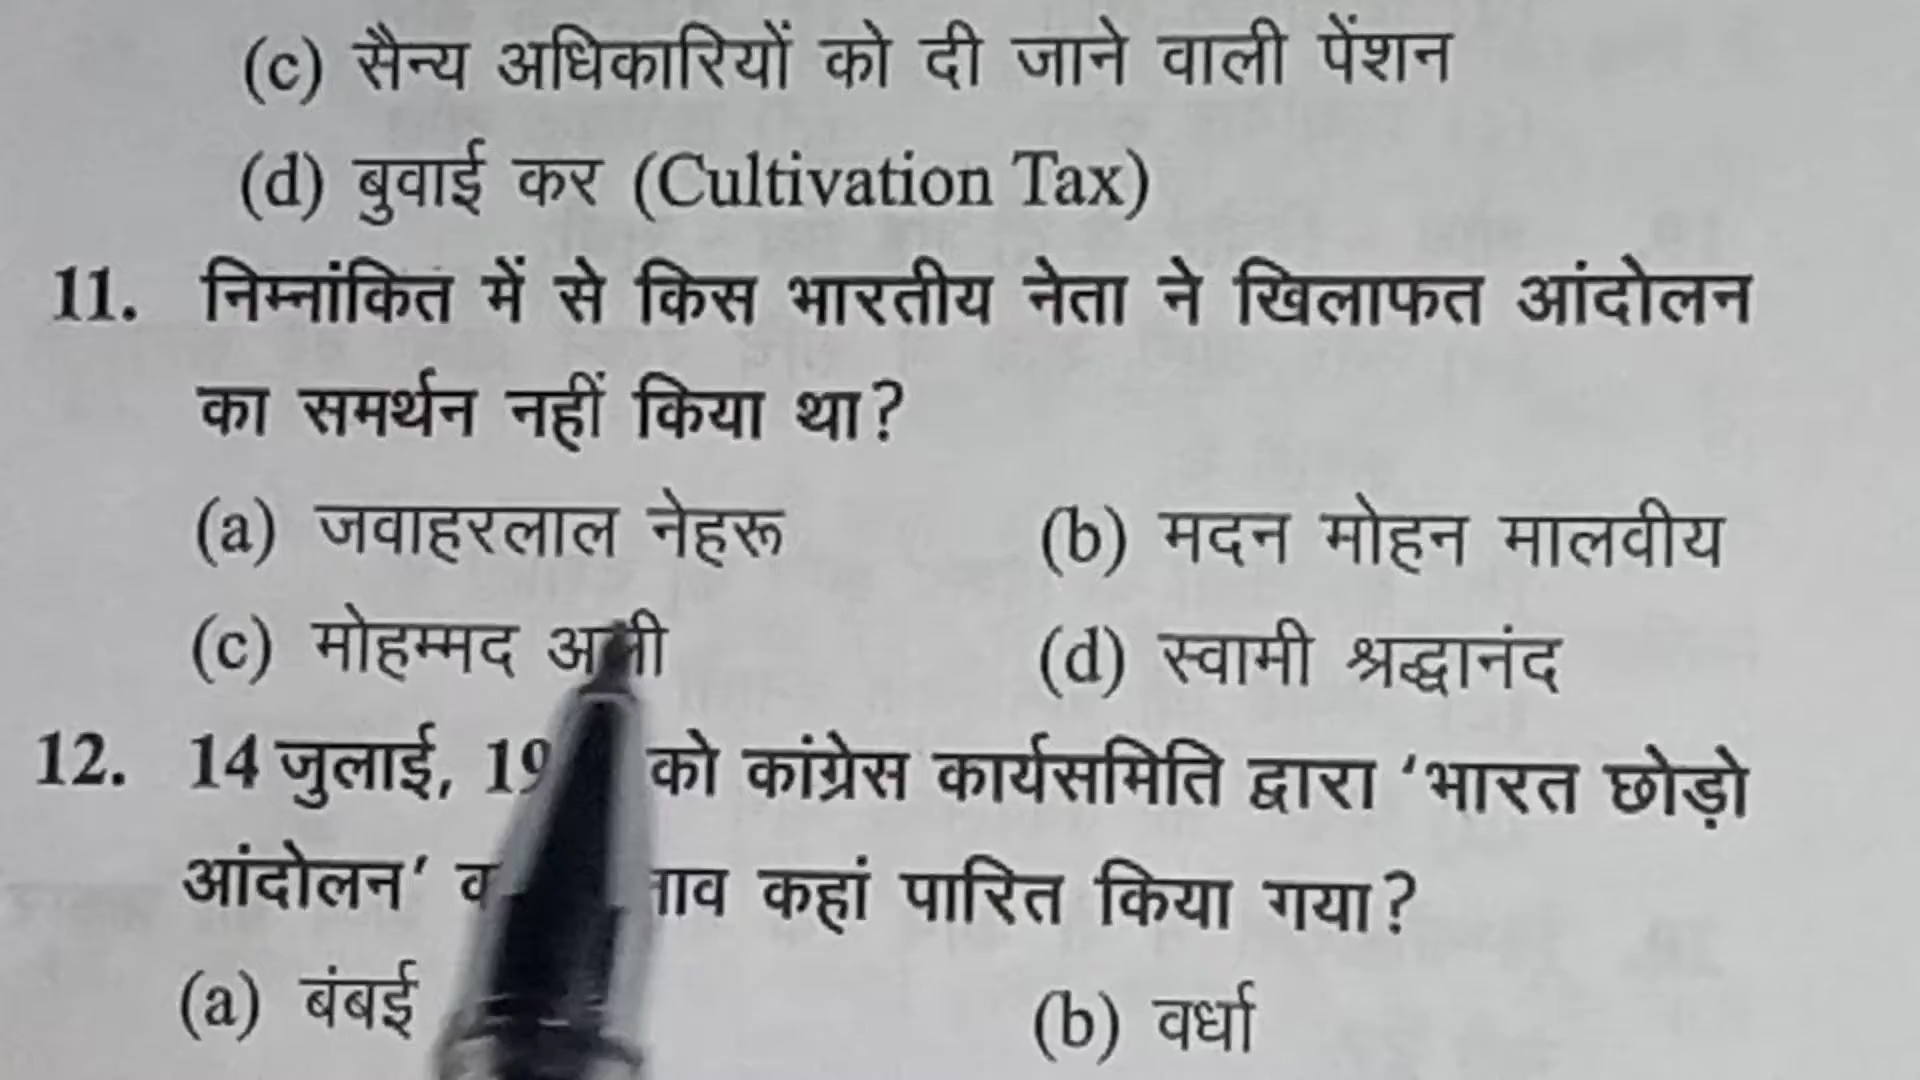 (c) सैन्य अधिकारियों को दी जाने वाली पेंशन
(d) बुवाई कर (Cultivation Tax)
11. निम्नांकित में से किस भारतीय नेता ने खिलाफत आंदोलन
का समर्थन नहीं किया था?
(a) जवाहरलाल नेहरू (b) मदन मोहन मालवीय
(c) मोहम्मद (d) स्वामी श्रद्धानंद
12. 14 जुलाई, को कांग्रेस कार्यसमिति द्वारा ‘भारत छोड़ो
आंदोलन’ कहां पारित किया गया?
(a) बंबई (b) वर्धा